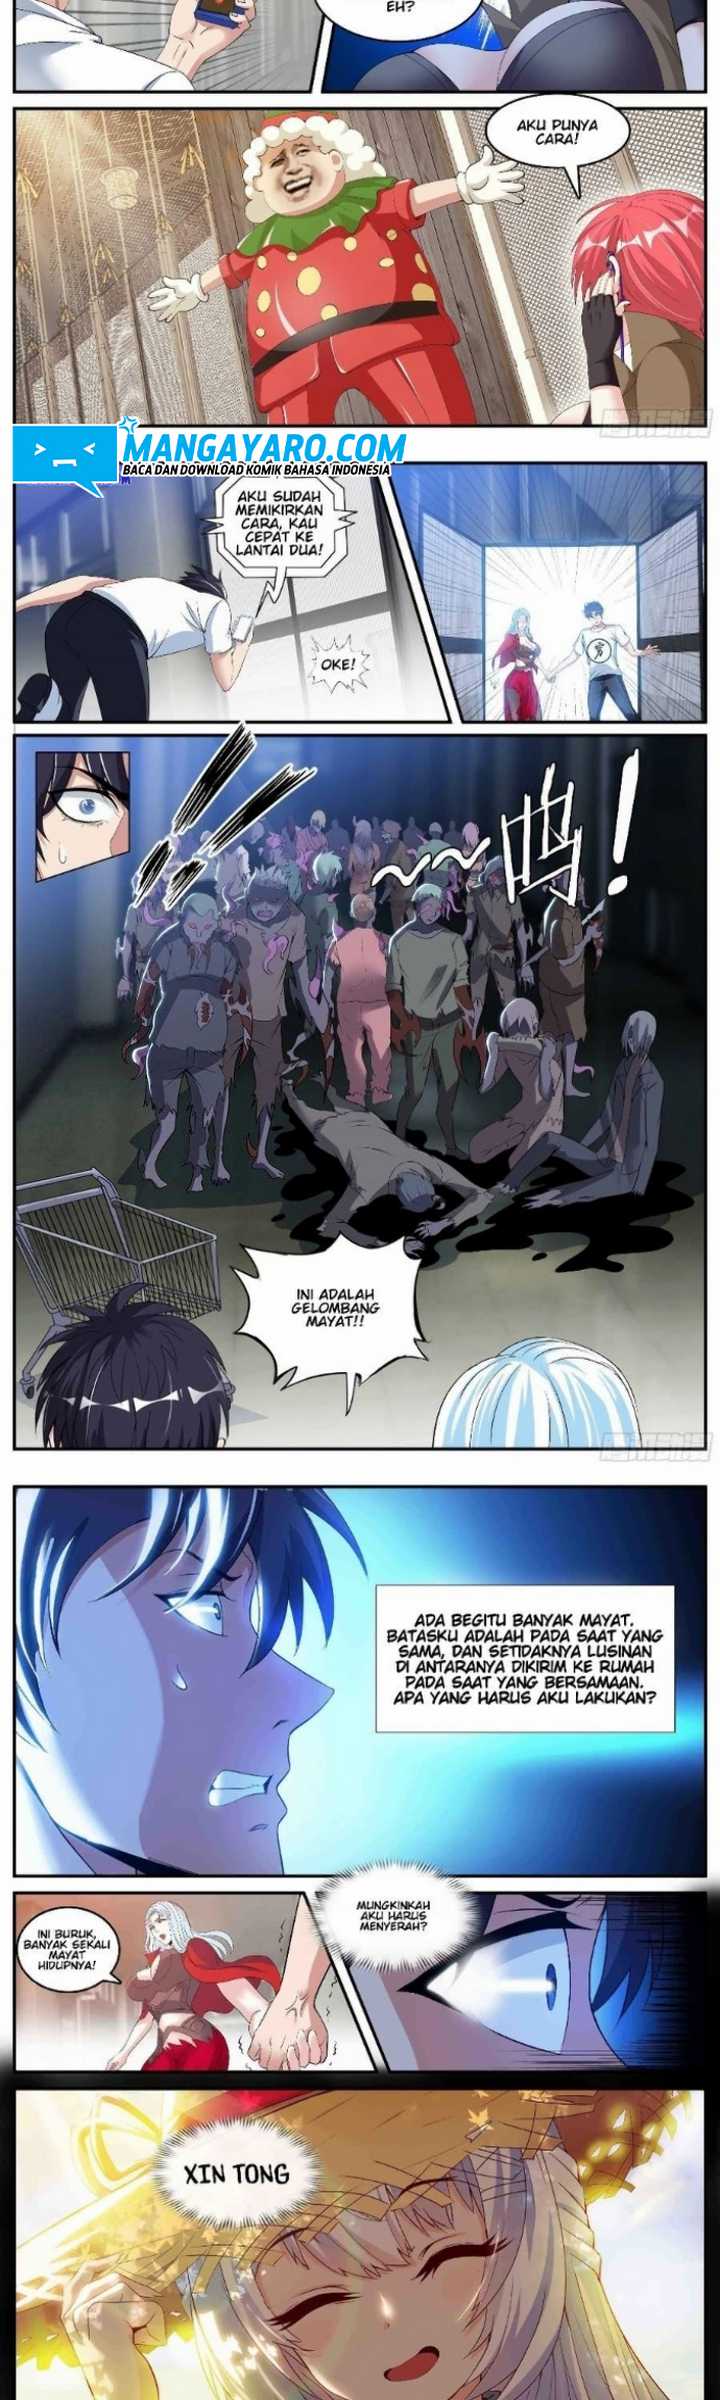 EH?
AKU PUNYA
CARA!
MANGAYARO.COM
BACA DAN DOWNLOAD KOMIK BAHASA INDONESIA
AKU SUDAH
MEMIKIRKAN
CARA, KAU
CEPAT KE
LANTAI DUA!
OKE!
穷
~~呜!
INI ADALAH
GELOMBANG
MAYAT!!
ADA BEGITU BANYAK MAYAT.
BATASKU ADALAH PADA SAAT YANG
SAMA, DAN SETIDAKNYA LUSINAN
DI ANTARANYA DIKIRIM KE RUMAH
PADA SAAT YANG BERSAMAAN.
APA YANG HARUS AKU LAKUKAN?
INI BURUK,
BANYAK SEKALI
MAYAT
HIDUPNYA!
MUNGKINKAH
AKU HARUS
MENYERAH?
XIN TONG